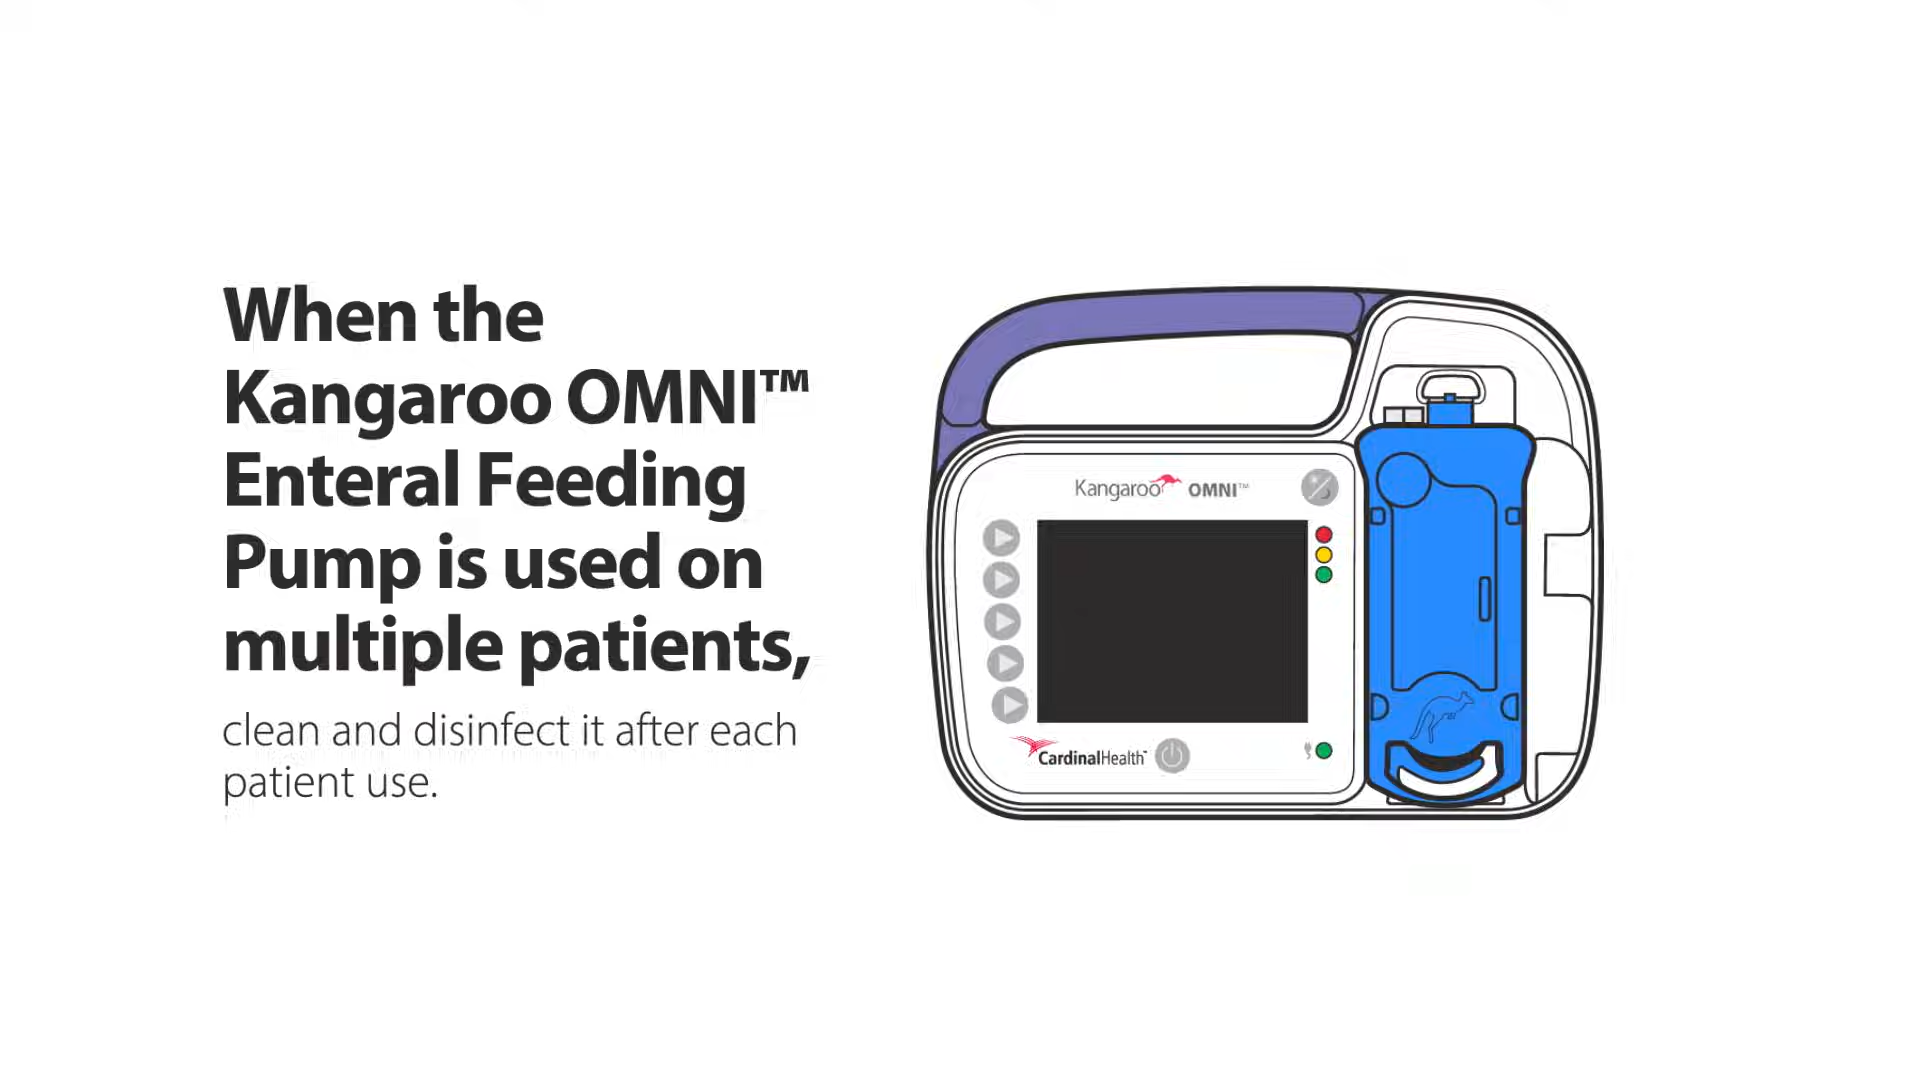 When the
Kangaroo OMNI™
Enteral Feeding
Pump is used on
multiple patients,
clean and disinfect it after each
patient use.
Kangaroo OMNI™
CardinalHealth™